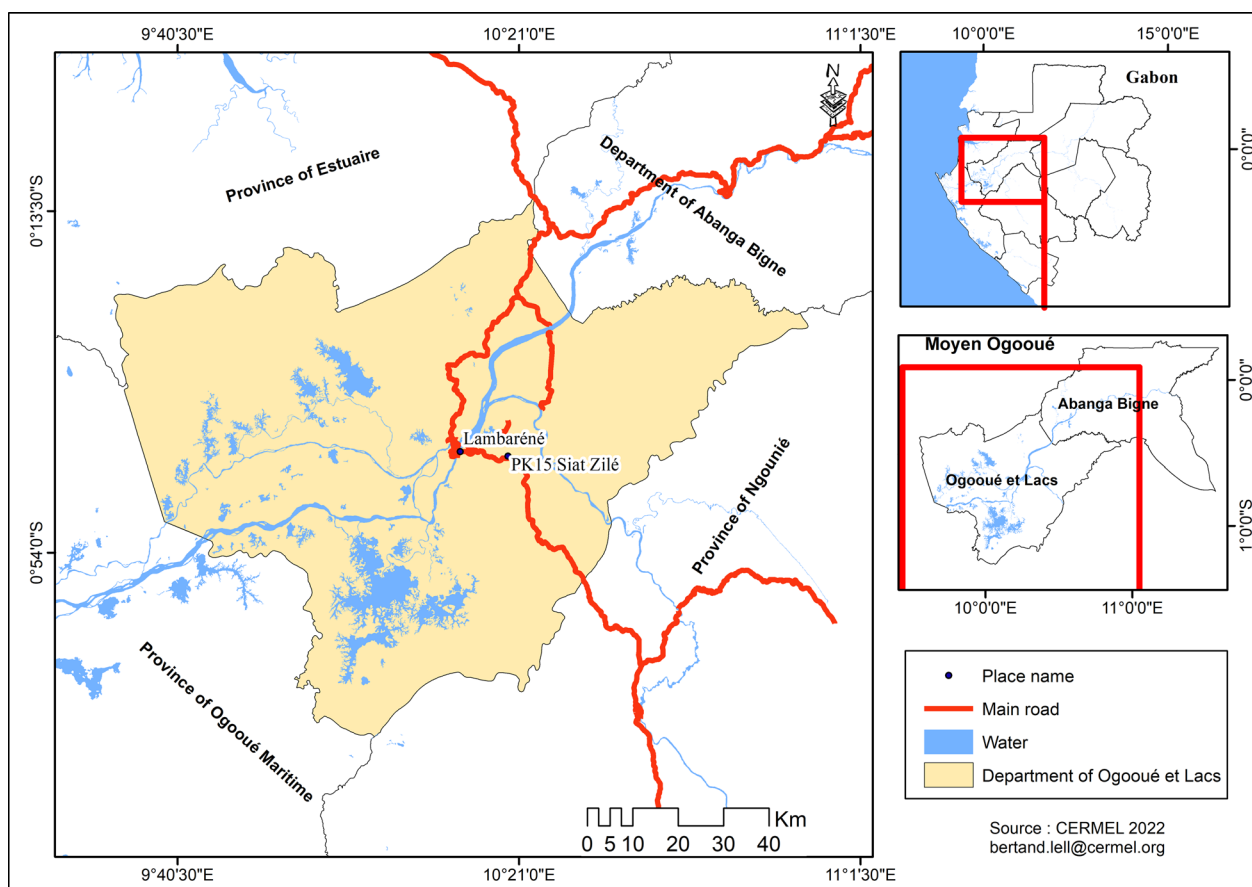 9°40'30"E
10°21'0"E
11°1'30"E
N
Province of Estuaire
Department of Abanga Bigne
0°13'30"S
0°54'0"S
Lambaréné
PK15 Siat Zilé
Province of Ngounié
Province of Ogooué Maritime
Km
0 5 10 20 30 40
9°40'30"E
10°21'0"E
11°1'30"E
10°0'0"E
15°0'0"E
Gabon
0°0'0"
Moyen Ogooué
Abanga Bigne
Ogooué et Lacs
0°0'0"
1°0'0"S
10°0'0"E
11°0'0"E
Place name
Main road
Water
Department of Ogooué et Lacs
Source : CERMEL 2022
bertand.lell@cermel.org